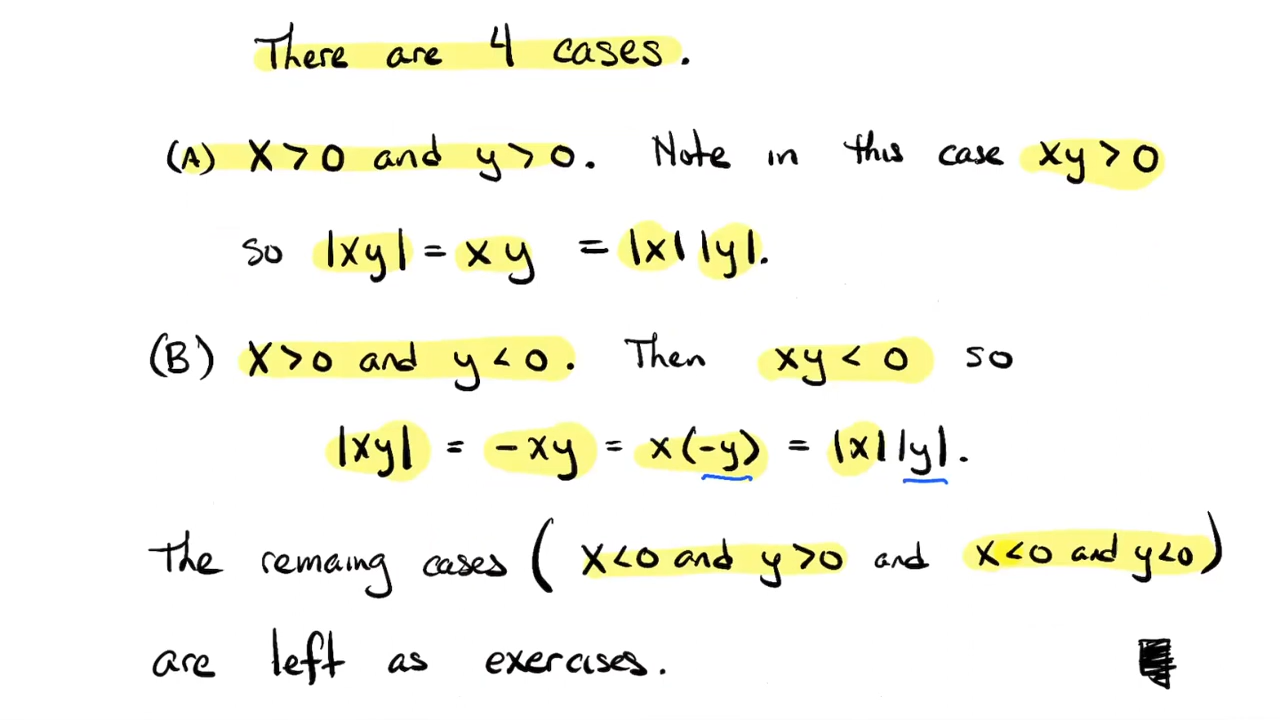 There are 4 cases.
(A) x > 0 and y > 0. Note in this case xy > 0
so |xy| = xy = |x| |y|.
(B) x > 0 and y < 0. Then xy < 0 so
|xy| = -xy = x(-y) = |x| |y|.
The remaing cases ( x < 0 and y > 0 and x < 0 and y < 0 )
are left as exercises.